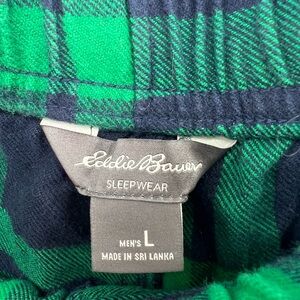 Eddie Bauer
SLEEPWEAR
MEN'S L
MADE IN SRI LANKA